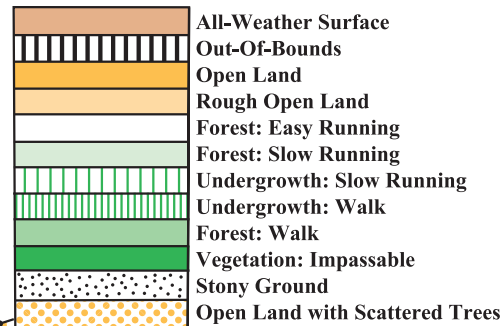 All-Weather Surface
Out-Of-Bounds
Open Land
Rough Open Land
Forest: Easy Running
Forest: Slow Running
Undergrowth: Slow Running
Undergrowth: Walk
Forest: Walk
Vegetation: Impassable
Stony Ground
Open Land with Scattered Trees